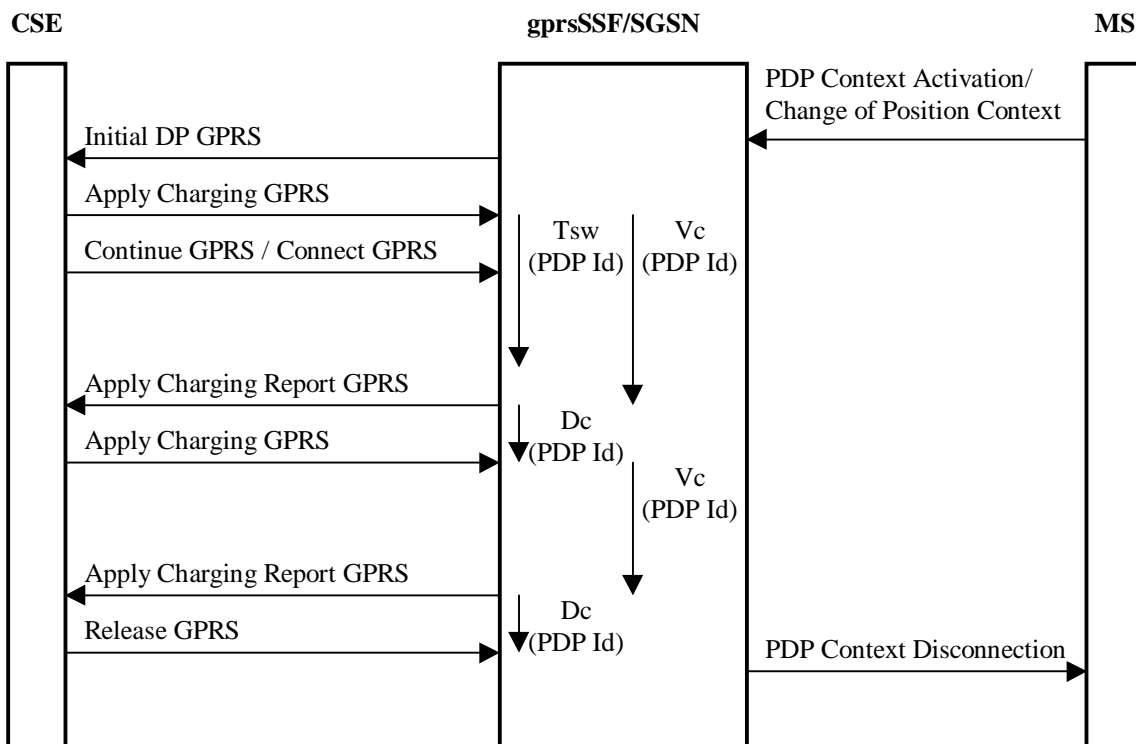 CSE
gprsSSF/SGSN
MS
PDP Context Activation/
Change of Position Context
Initial DP GPRS
Apply Charging GPRS
Tsw
(PDP Id)
Vc
(PDP Id)
Continue GPRS / Connect GPRS
Apply Charging Report GPRS
Dc
(PDP Id)
Apply Charging GPRS
Vc
(PDP Id)
Apply Charging Report GPRS
Dc
(PDP Id)
Release GPRS
PDP Context Disconnection